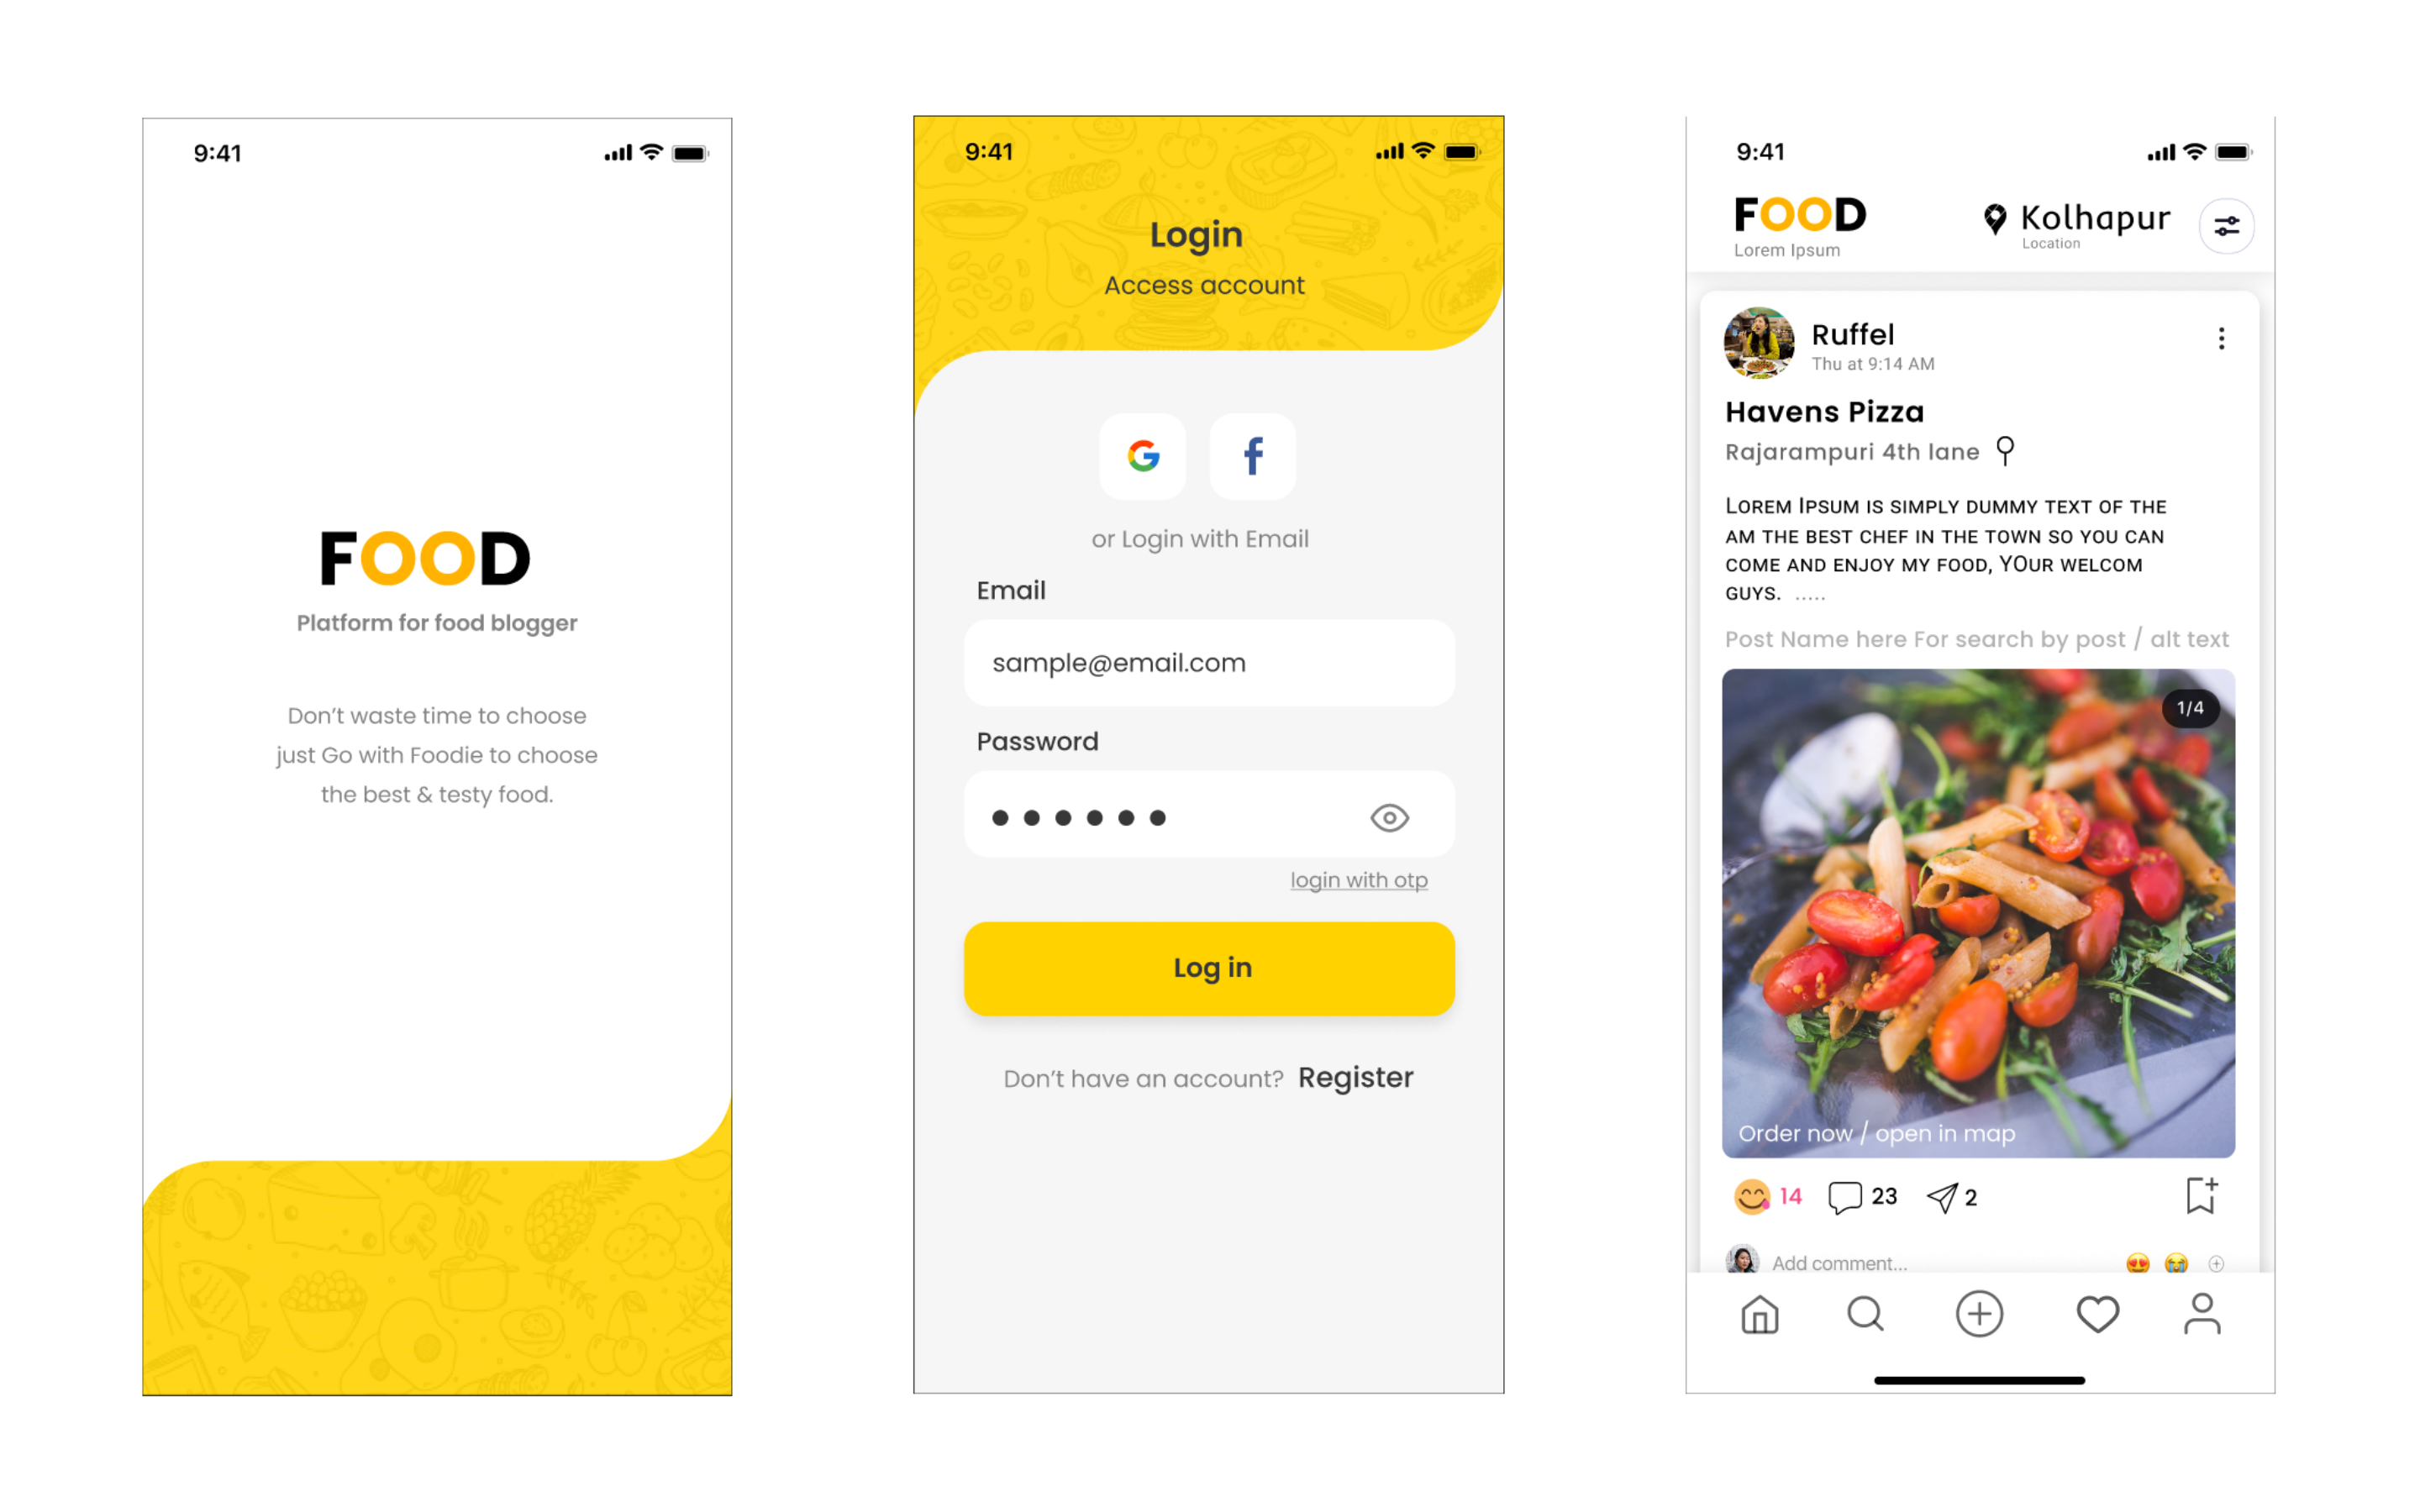 9:41
FOOD
Platform for food blogger
Don't waste time to choose
just Go with Foodie to choose
the best & testy food.
9:41
Login
Access account
G f
or Login with Email
Email
sample@email.com
Password
login with otp
Log in
Don't have an account? Register
9:41
FOOD
Lorem Ipsum
Kolhapur
Location
Ruffel
Thu at 9:14 AM
Havens Pizza
Rajarampuri 4th lane
Lorem Ipsum is simply dummy text of the
am the best chef in the town so you can
come and enjoy my food, YOur welcom
guys. .....
Post Name here For search by post / alt text
1/4
Order now / open in map
14 23 2
Add comment...